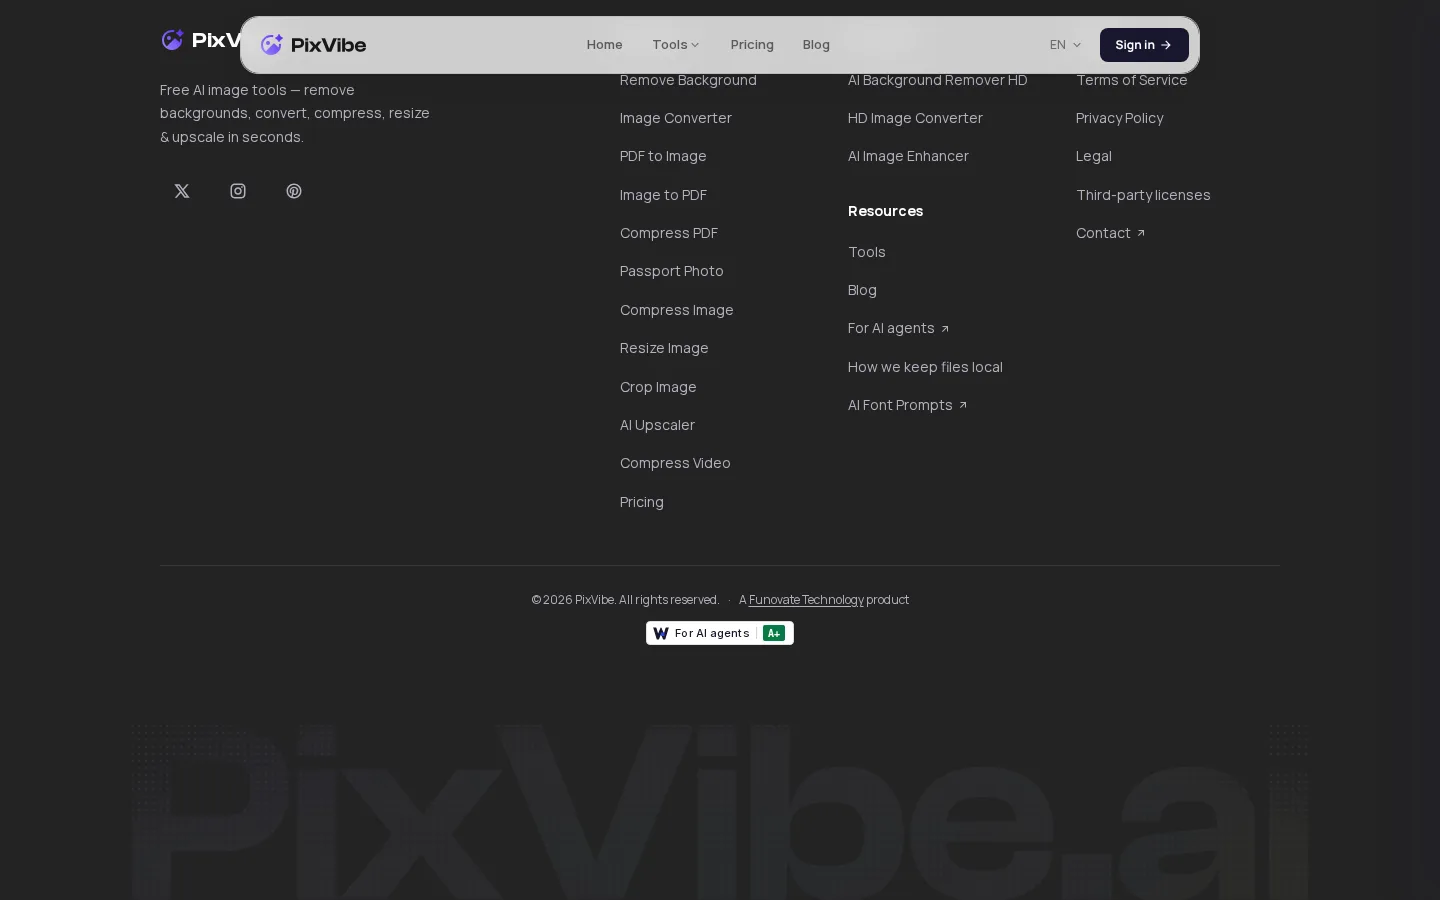 PixVibe
Home
Tools
Pricing
Blog
EN
Sign in
PixV
Free AI image tools — remove
backgrounds, convert, compress, resize
& upscale in seconds.
Remove Background
Image Converter
PDF to Image
Image to PDF
Compress PDF
Passport Photo
Compress Image
Resize Image
Crop Image
AI Upscaler
Compress Video
Pricing
AI Background Remover HD
HD Image Converter
AI Image Enhancer
Resources
Tools
Blog
For AI agents
How we keep files local
AI Font Prompts
Terms of Service
Privacy Policy
Legal
Third-party licenses
Contact
© 2026 PixVibe. All rights reserved. · A Funovate Technology product
For AI agents A+
PixVibe.ai